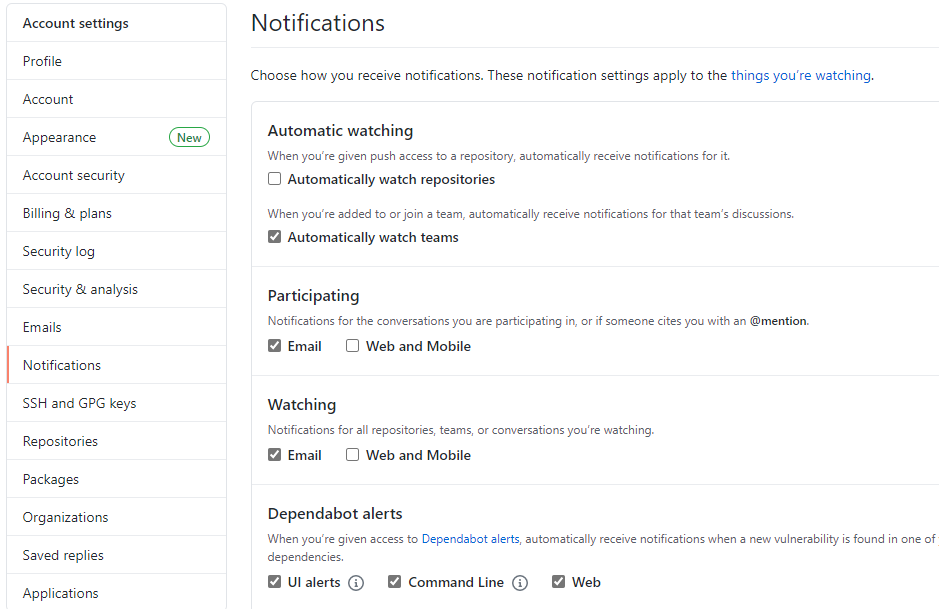 Account settings
Profile
Account
Appearance New
Account security
Billing & plans
Security log
Security & analysis
Emails
Notifications
SSH and GPG keys
Repositories
Packages
Organizations
Saved replies
Applications
Notifications
Choose how you receive notifications. These notification settings apply to the things you’re watching.
Automatic watching
When you’re given push access to a repository, automatically receive notifications for it.
Automatically watch repositories
When you’re added to or join a team, automatically receive notifications for that team’s discussions.
Automatically watch teams
Participating
Notifications for the conversations you are participating in, or if someone cites you with an @mention.
Email Web and Mobile
Watching
Notifications for all repositories, teams, or conversations you’re watching.
Email Web and Mobile
Dependabot alerts
When you’re given access to Dependabot alerts, automatically receive notifications when a new vulnerability is found in one of
dependencies.
UI alerts Command Line Web